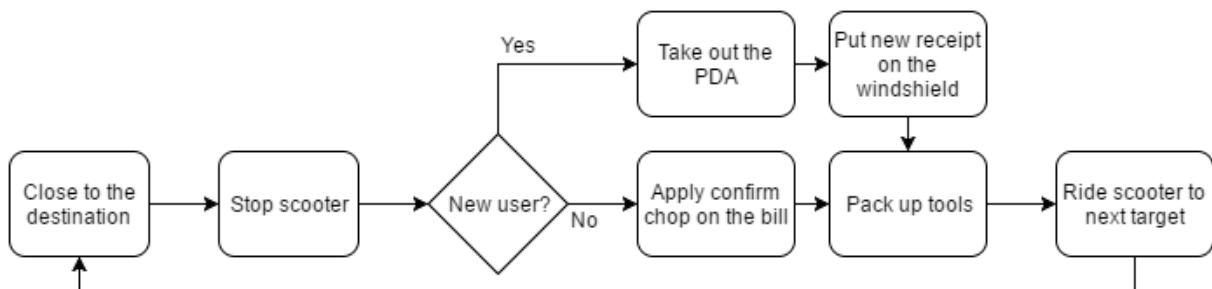 Yes
Take out the
PDA
Put new receipt
on the
windshield
Close to the
destination
Stop scooter
New user?
No
Apply confirm
chop on the bill
Pack up tools
Ride scooter to
next target